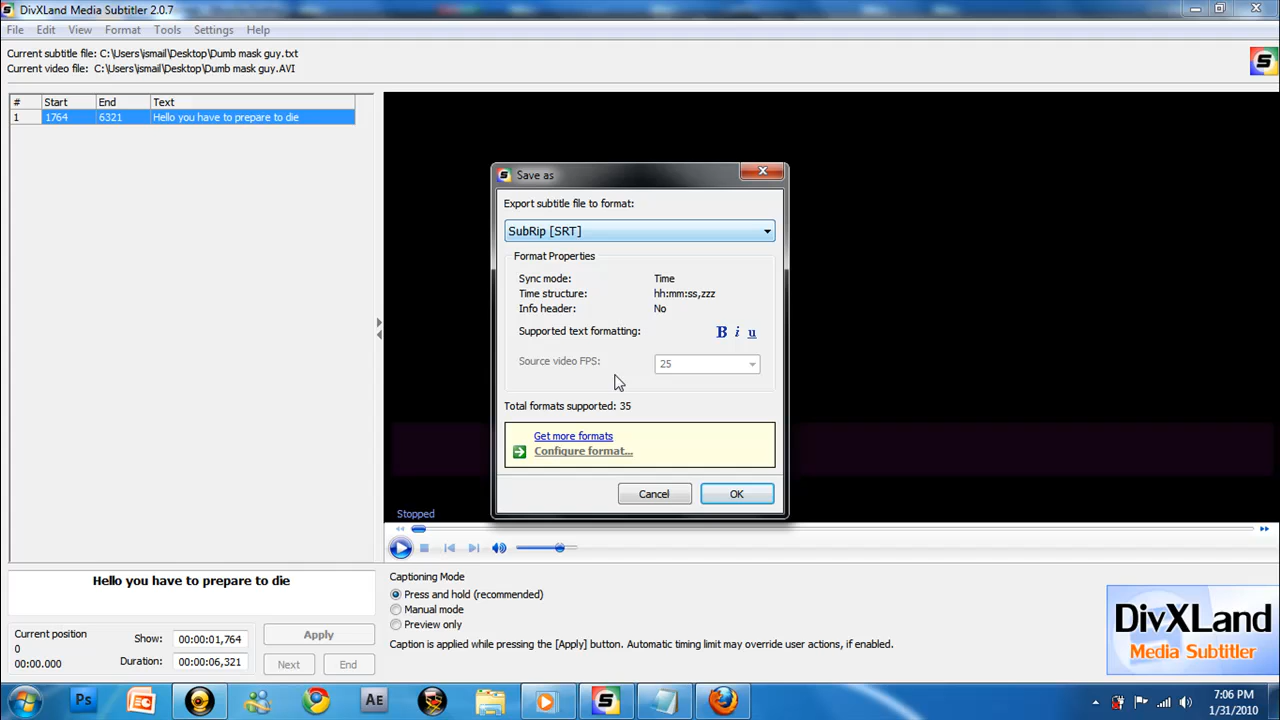 DivXLand Media Subtitler 2.0.7
File Edit View Format Tools Settings Help
Current subtitle file: C:\Users\ismail\Desktop\Dumb mask guy.txt
Current video file: C:\Users\ismail\Desktop\Dumb mask guy.AVI
S
# Start End Text
1 1764 6321 Hello you have to prepare to die
S Save as
Export subtitle file to format:
SubRip [SRT]
Format Properties
Sync mode: Time
Time structure: hh:mm:ss,zzz
Info header: No
Supported text formatting: B i u
Source video FPS: 25
Total formats supported: 35
Get more formats
Configure format...
Cancel OK
Stopped
Hello you have to prepare to die
Current position
0
00:00.000
Show: 00:00:01,764
Duration: 00:00:06,321
Apply
Next End
Captioning Mode
Press and hold (recommended)
Manual mode
Preview only
Caption is applied while pressing the [Apply] button. Automatic timing limit may override user actions, if enabled.
DivXLand
Media Subtitler
Ps AE S
7:06 PM
1/31/2010